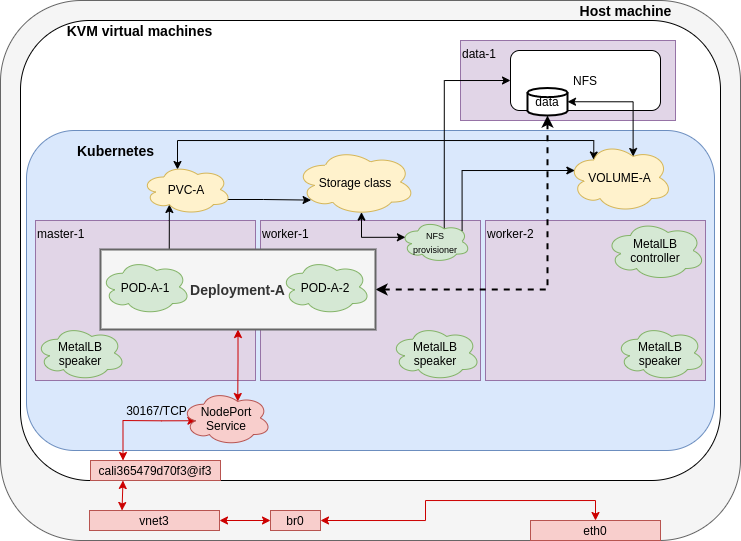 Host machine
KVM virtual machines
data-1
NFS
data
Kubernetes
PVC-A
Storage class
VOLUME-A
master-1
worker-1
NFS
provisioner
worker-2
MetalLB
controller
POD-A-1
Deployment-A
POD-A-2
MetalLB
speaker
MetalLB
speaker
MetalLB
speaker
30167/TCP
NodePort
Service
cali365479d70f3@if3
vnet3
br0
eth0